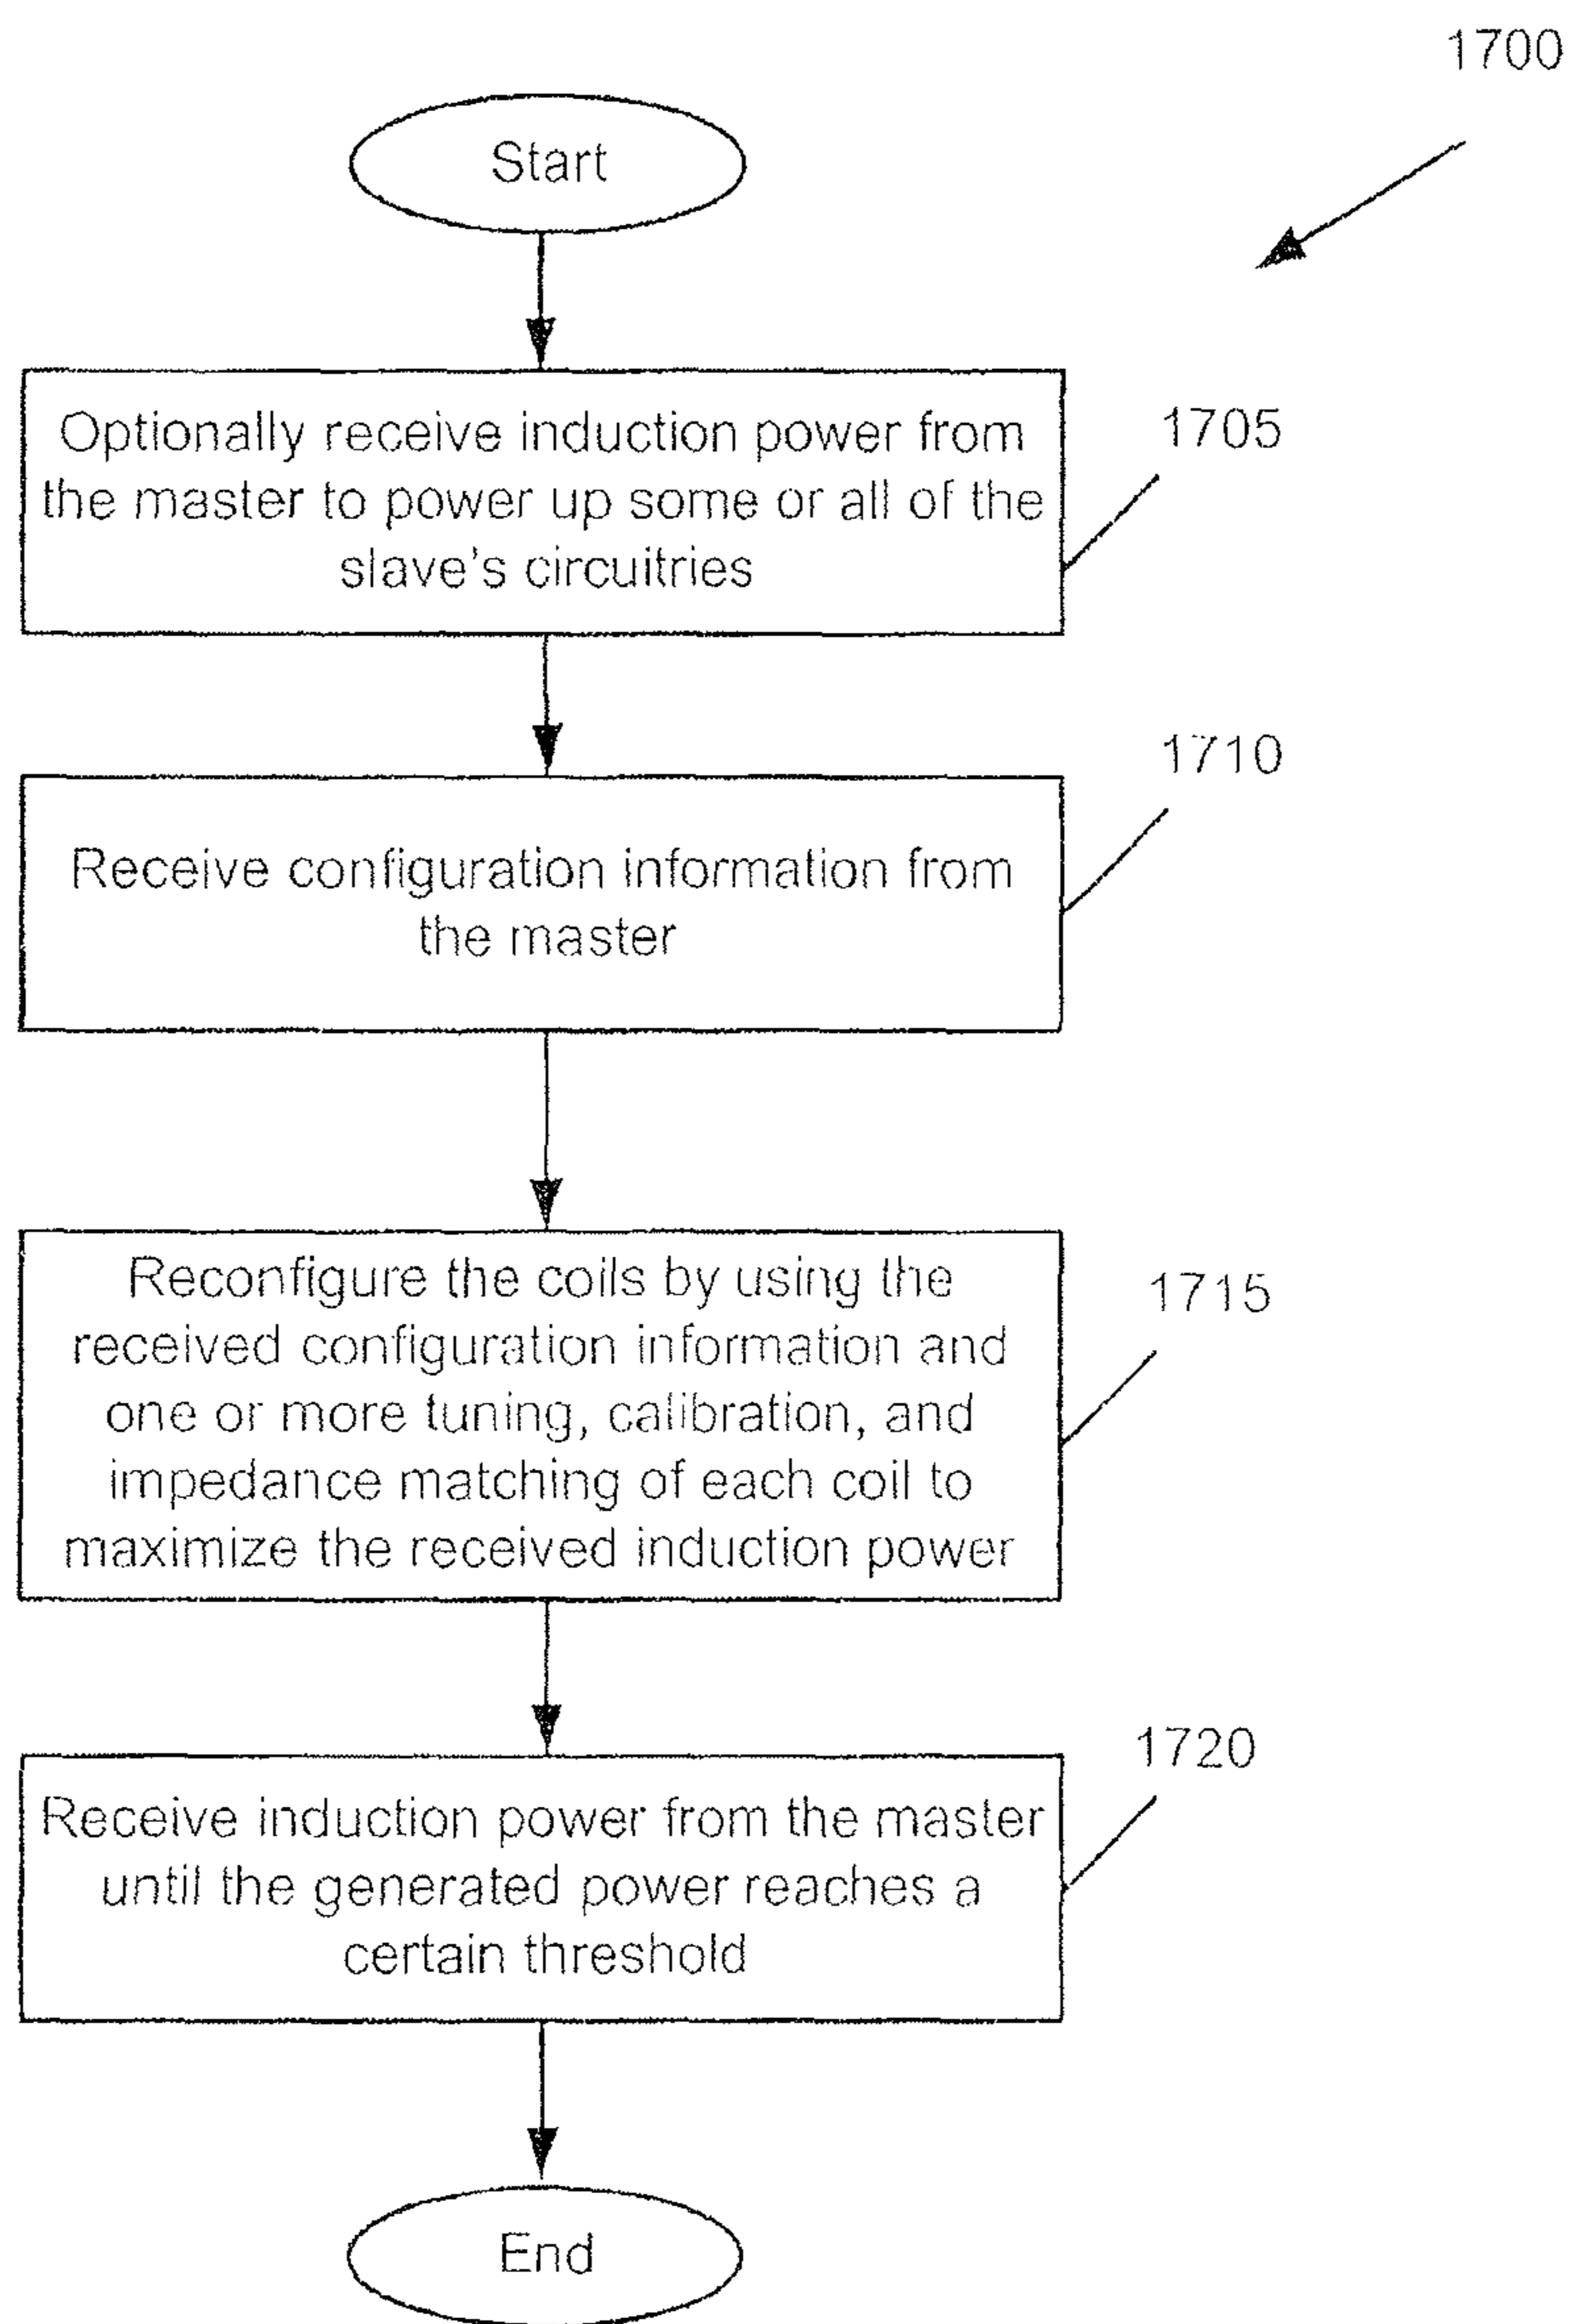 1700
Start
Optionally receive induction power from
the master to power up some or all of the
slave's circuitries
1705
1710
Receive configuration information from
the master
Reconfigure the coils by using the
received configuration information and
one or more tuning, calibration, and
impedance matching of each coil to
maximize the received induction power
1715
1720
Receive induction power from the master
until the generated power reaches a
certain threshold
End